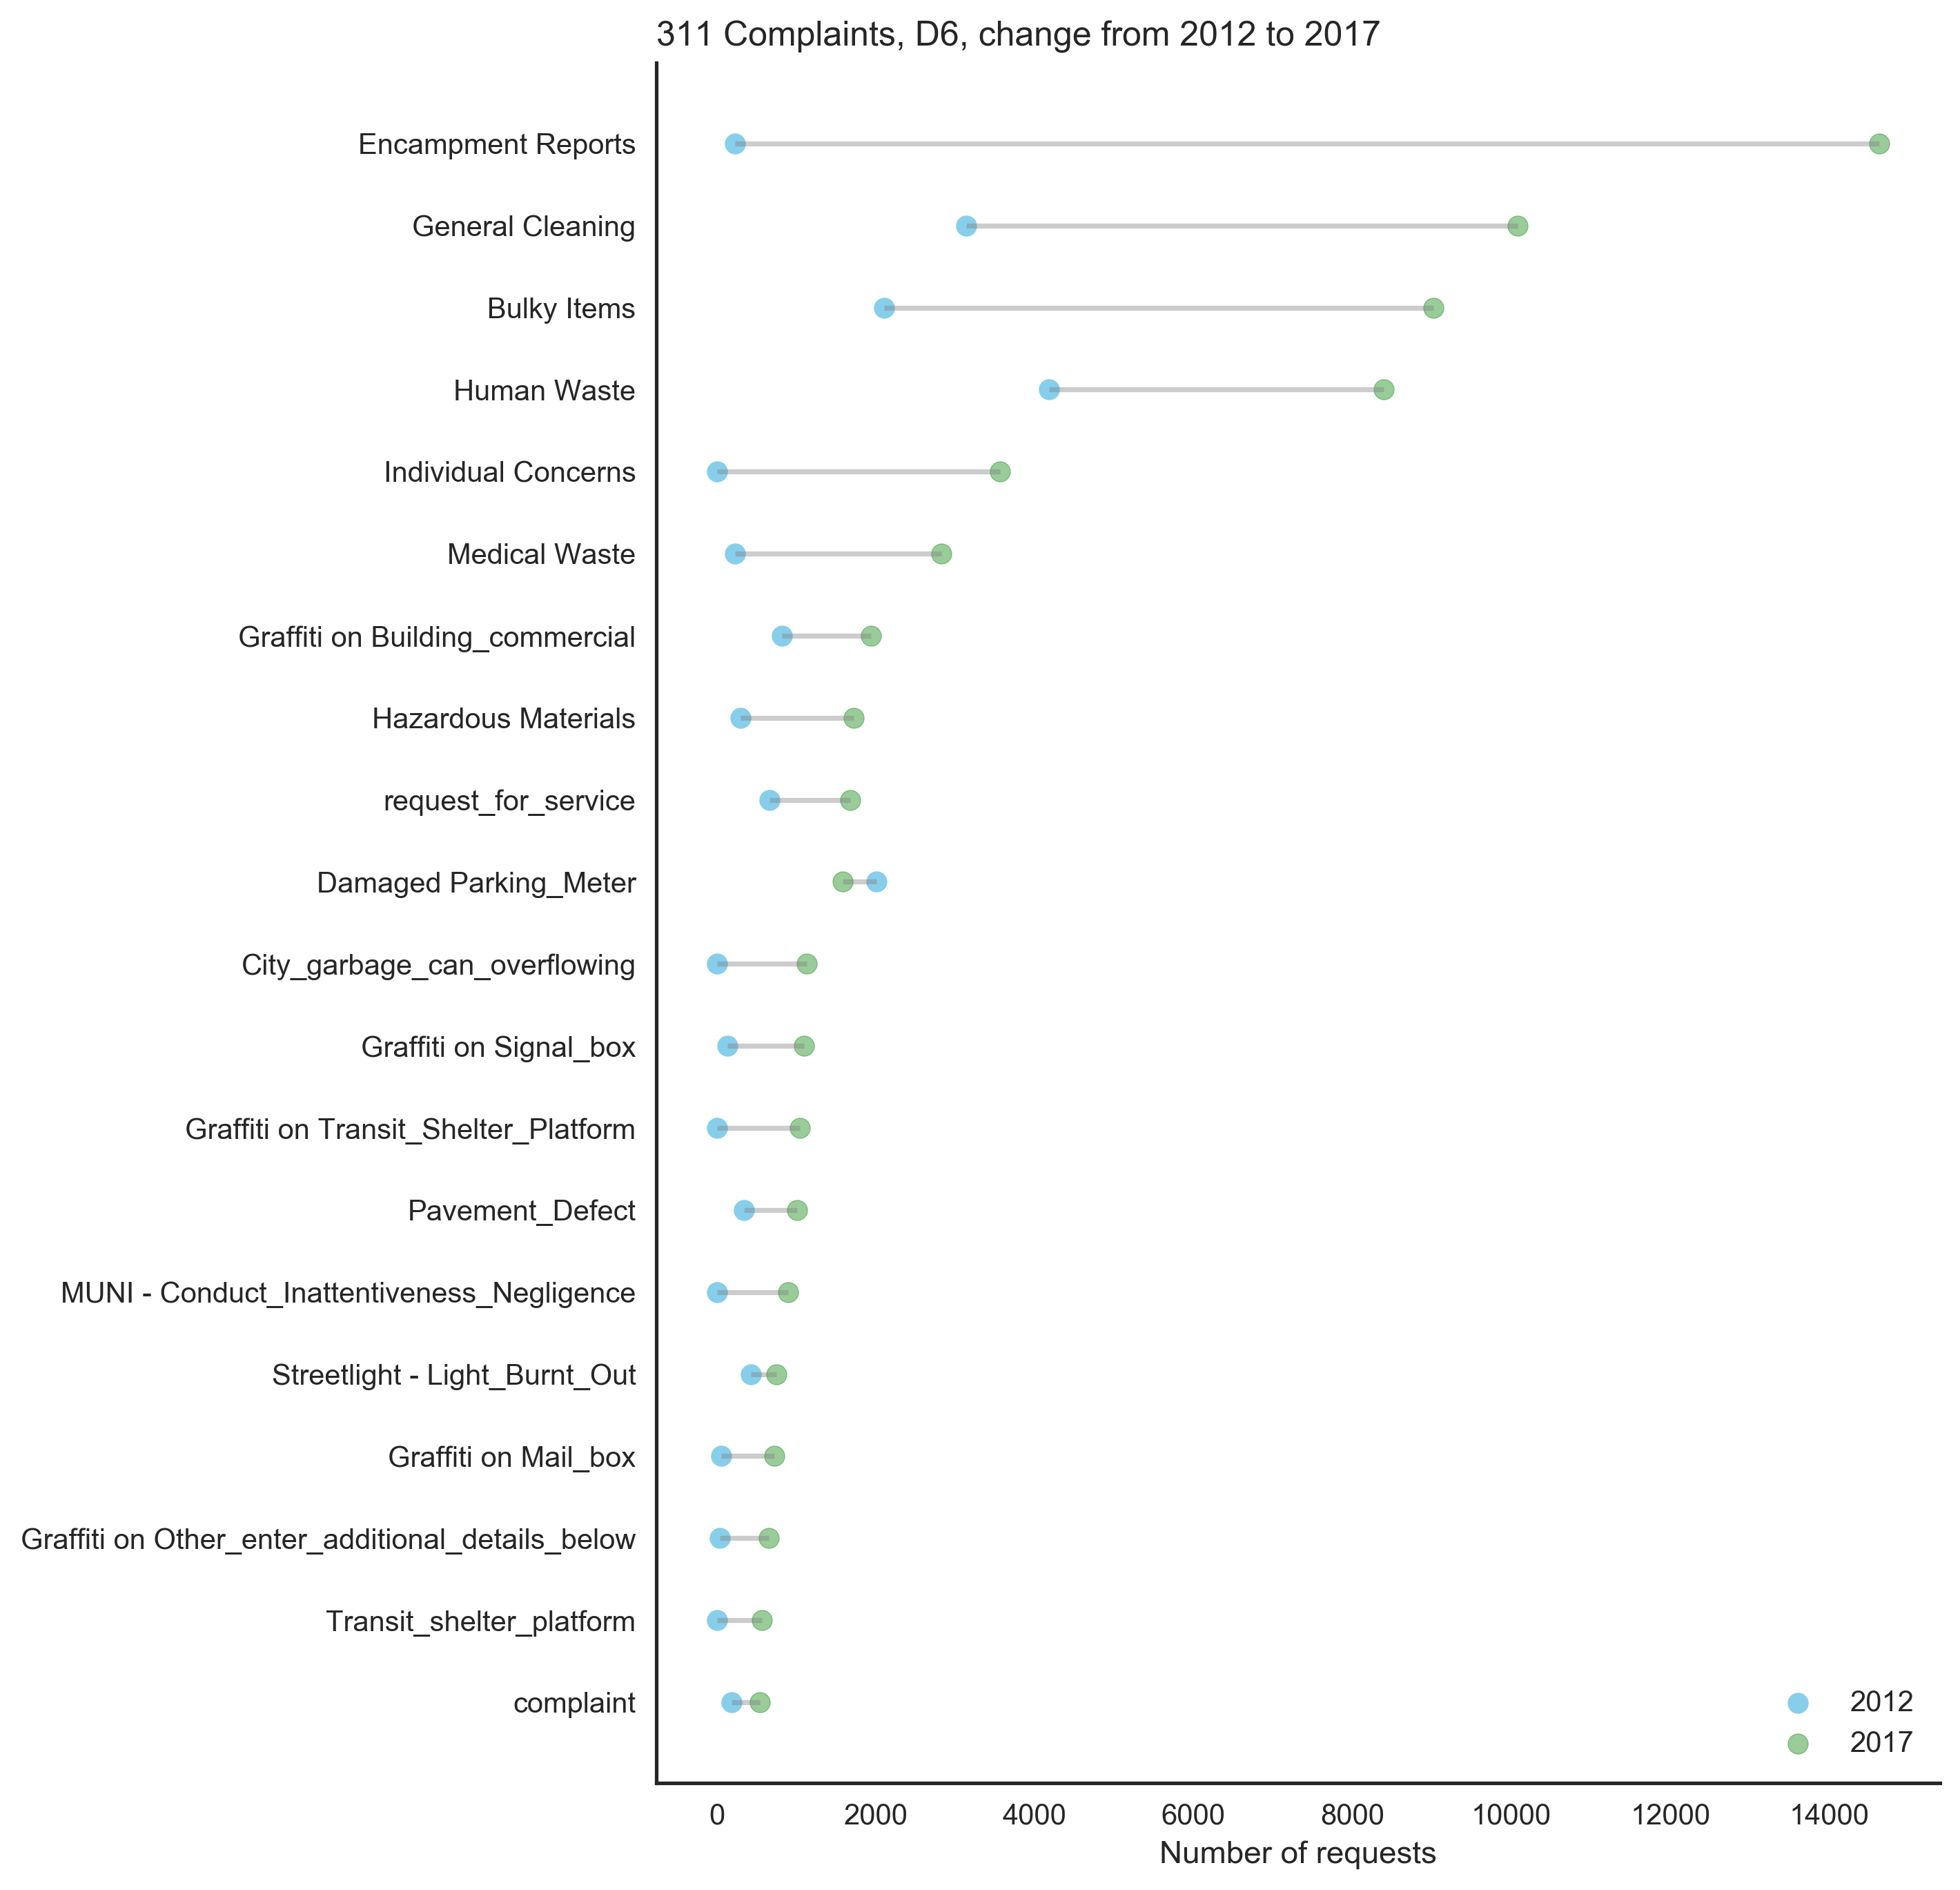 311 Complaints, D6, change from 2012 to 2017
Encampment Reports
General Cleaning
Bulky Items
Human Waste
Individual Concerns
Medical Waste
Graffiti on Building_commercial
Hazardous Materials
request_for_service
Damaged Parking_Meter
City_garbage_can_overflowing
Graffiti on Signal_box
Graffiti on Transit_Shelter_Platform
Pavement_Defect
MUNI - Conduct_Inattentiveness_Negligence
Streetlight - Light_Burnt_Out
Graffiti on Mail_box
Graffiti on Other_enter_additional_details_below
Transit_shelter_platform
complaint
2012
2017
0 2000 4000 6000 8000 10000 12000 14000
Number of requests